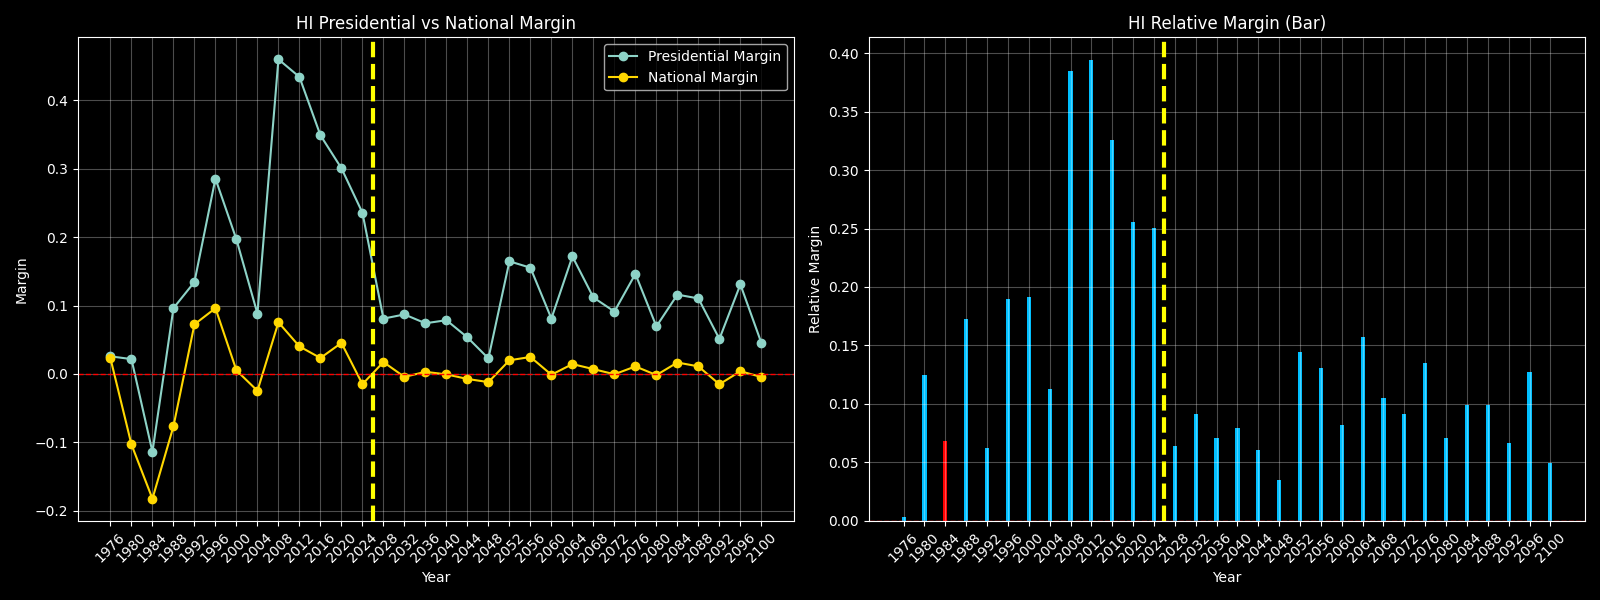 HI Presidential vs National Margin
Presidential Margin
National Margin
Margin
0.4
0.3
0.2
0.1
0.0
−0.1
−0.2
1976 1980 1984 1988 1992 1996 2000 2004 2008 2012 2016 2020 2024 2028 2032 2036 2040 2044 2048 2052 2056 2060 2064 2068 2072 2076 2080 2084 2088 2092 2096 2100
Year
HI Relative Margin (Bar)
Relative Margin
0.40
0.35
0.30
0.25
0.20
0.15
0.10
0.05
0.00
1976 1980 1984 1988 1992 1996 2000 2004 2008 2012 2016 2020 2024 2028 2032 2036 2040 2044 2048 2052 2056 2060 2064 2068 2072 2076 2080 2084 2088 2092 2096 2100
Year